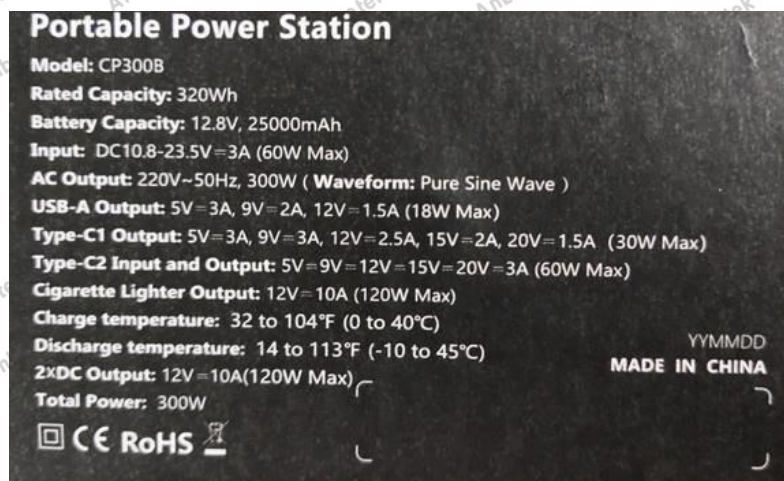 Portable Power Station
Model: CP300B
Rated Capacity: 320Wh
Battery Capacity: 12.8V, 25000mAh
Input: DC10.8-23.5V⎓3A (60W Max)
AC Output: 220V~50Hz, 300W ( Waveform: Pure Sine Wave )
USB-A Output: 5V⎓3A, 9V⎓2A, 12V⎓1.5A (18W Max)
Type-C1 Output: 5V⎓3A, 9V⎓3A, 12V⎓2.5A, 15V⎓2A, 20V⎓1.5A (30W Max)
Type-C2 Input and Output: 5V⎓9V⎓12V⎓15V⎓20V⎓3A (60W Max)
Cigarette Lighter Output: 12V⎓10A (120W Max)
Charge temperature: 32 to 104°F (0 to 40°C)
Discharge temperature: 14 to 113°F (-10 to 45°C)
2×DC Output: 12V⎓10A(120W Max)
Total Power: 300W
YYMMDD
MADE IN CHINA
CE RoHS